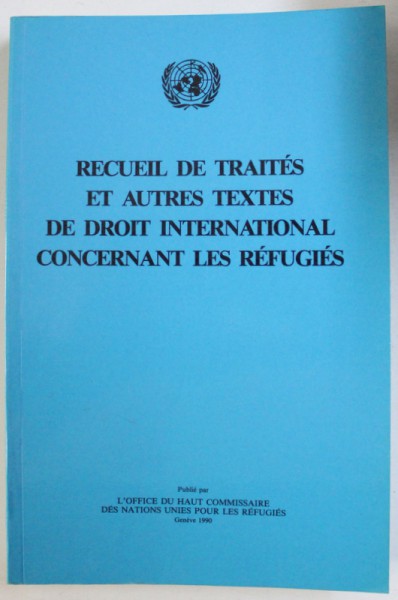 RECUEIL DE TRAITÉS
ET AUTRES TEXTES
DE DROIT INTERNATIONAL
CONCERNANT LES RÉFUGIÉS
Publié par
L'OFFICE DU HAUT COMMISSAIRE
DES NATIONS UNIES POUR LES RÉFUGIÉS
Genève 1990